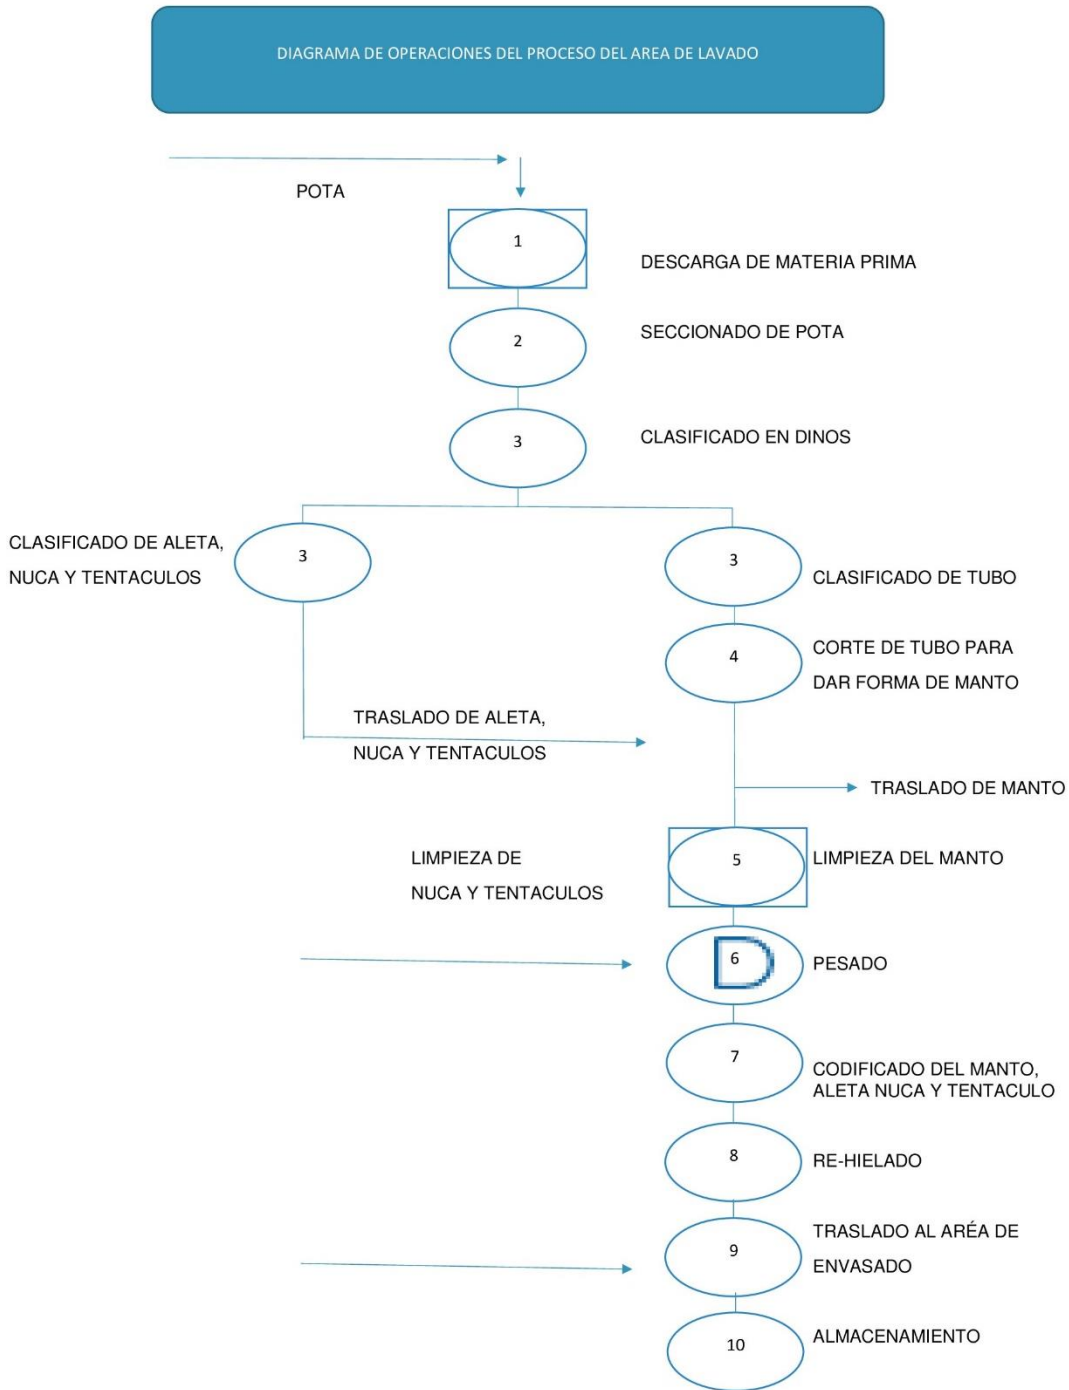 DIAGRAMA DE OPERACIONES DEL PROCESO DEL AREA DE LAVADO
POTA
1
DESCARGA DE MATERIA PRIMA
2
SECCIONADO DE POTA
3
CLASIFICADO EN DINOS
CLASIFICADO DE ALETA,
NUCA Y TENTACULOS
3
3
CLASIFICADO DE TUBO
4
CORTE DE TUBO PARA
DAR FORMA DE MANTO
TRASLADO DE ALETA,
NUCA Y TENTACULOS
TRASLADO DE MANTO
LIMPIEZA DE
NUCA Y TENTACULOS
5
LIMPIEZA DEL MANTO
6
PESADO
7
CODIFICADO DEL MANTO,
ALETA NUCA Y TENTACULO
8
RE-HIELADO
9
TRASLADO AL ARÉA DE
ENVASADO
10
ALMACENAMIENTO